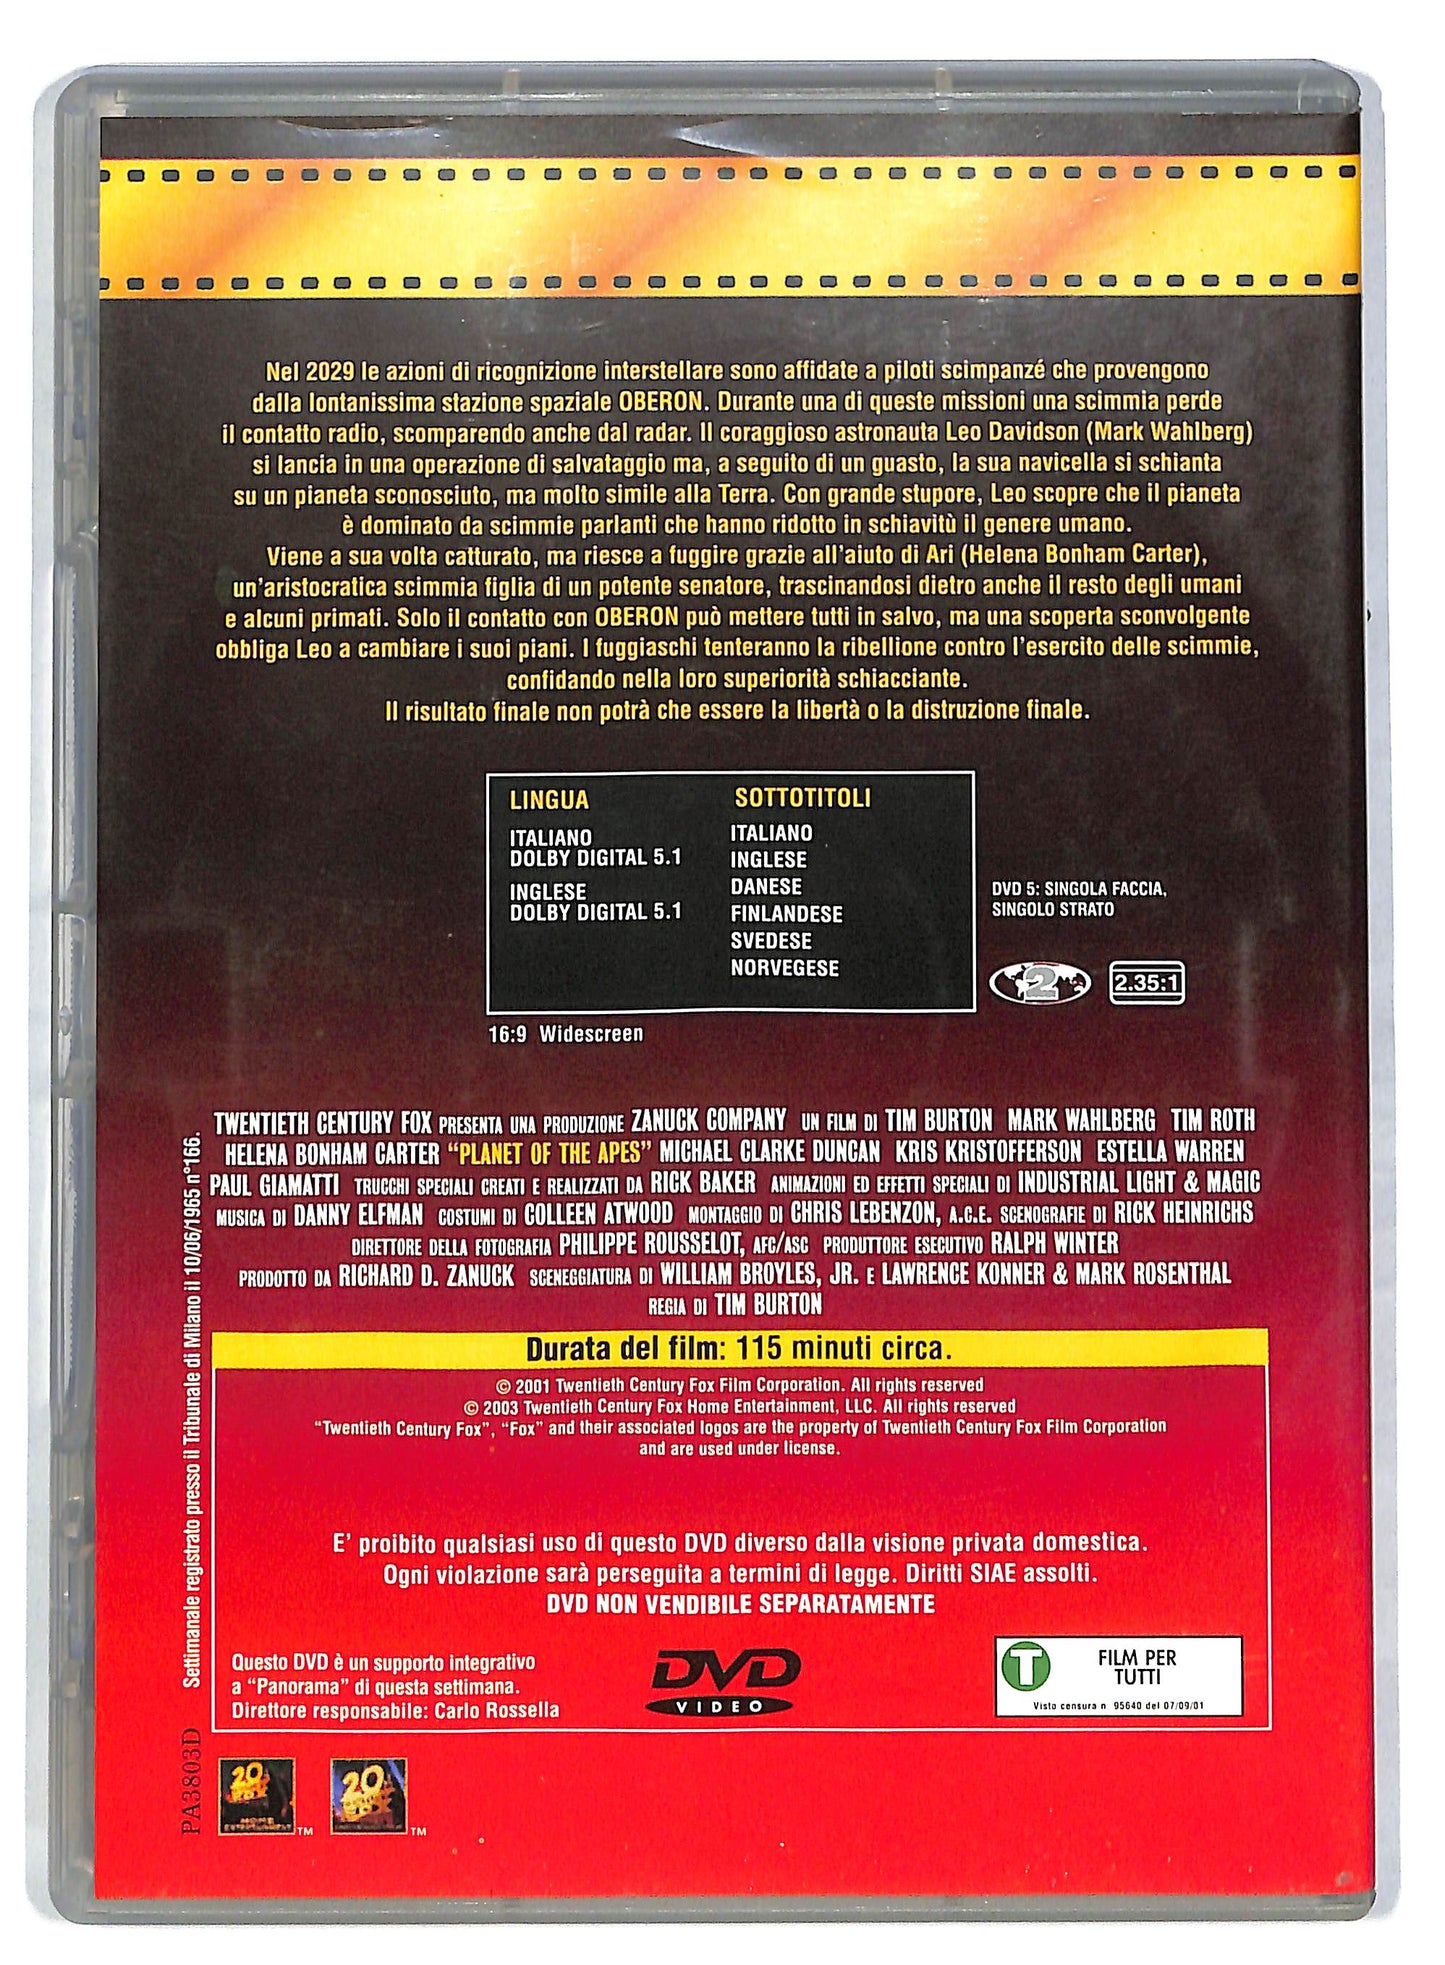 Nel 2029 le azioni di ricognizione interstellare sono affidate a piloti scimpanzé che provengono
dalla lontanissima stazione spaziale OBERON. Durante una di queste missioni una scimmia perde
il contatto radio, scomparendo anche dal radar. Il coraggioso astronauta Leo Davidson (Mark Wahlberg)
si lancia in una operazione di salvataggio ma, a seguito di un guasto, la sua navicella si schianta
su un pianeta sconosciuto, ma molto simile alla Terra. Con grande stupore, Leo scopre che il pianeta
è dominato da scimmie parlanti che hanno ridotto in schiavitù il genere umano.
Viene a sua volta catturato, ma riesce a fuggire grazie all'aiuto di Ari (Helena Bonham Carter),
un'aristocratica scimmia figlia di un potente senatore, trascinandosi dietro anche il resto degli umani
e alcuni primati. Solo il contatto con OBERON può mettere tutti in salvo, ma una scoperta sconvolgente
obbliga Leo a cambiare i suoi piani. I fuggiaschi tenteranno la ribellione contro l'esercito delle scimmie,
confidando nella loro superiorità schiacciante.
Il risultato finale non potrà che essere la libertà o la distruzione finale.
LINGUA
ITALIANO
DOLBY DIGITAL 5.1
INGLESE
DOLBY DIGITAL 5.1
SOTTOTITOLI
ITALIANO
INGLESE
DANESE
FINLANDESE
SVEDESE
NORVEGESE
16:9 Widescreen
DVD 5: SINGOLA FACCIA,
SINGOLO STRATO
2
2.35:1
TWENTIETH CENTURY FOX PRESENTA UNA PRODUZIONE ZANUCK COMPANY UN FILM DI TIM BURTON MARK WAHLBERG TIM ROTH
HELENA BONHAM CARTER "PLANET OF THE APES" MICHAEL CLARKE DUNCAN KRIS KRISTOFFERSON ESTELLA WARREN
PAUL GIAMATTI TRUCCHI SPECIALI CREATI E REALIZZATI DA RICK BAKER ANIMAZIONI ED EFFETTI SPECIALI DI INDUSTRIAL LIGHT & MAGIC
MUSICA DI DANNY ELFMAN COSTUMI DI COLLEEN ATWOOD MONTAGGIO DI CHRIS LEBENZON, A.C.E. SCENOGRAFIE DI RICK HEINRICHS
DIRETTORE DELLA FOTOGRAFIA PHILIPPE ROUSSELOT, AFC/ASC PRODUTTORE ESECUTIVO RALPH WINTER
PRODOTTO DA RICHARD D. ZANUCK SCENEGGIATURA DI WILLIAM BROYLES, JR. E LAWRENCE KONNER & MARK ROSENTHAL
REGIA DI TIM BURTON
Durata del film: 115 minuti circa.
© 2001 Twentieth Century Fox Film Corporation. All rights reserved
© 2003 Twentieth Century Fox Home Entertainment, LLC. All rights reserved
"Twentieth Century Fox", "Fox" and their associated logos are the property of Twentieth Century Fox Film Corporation
and are used under license.
E' proibito qualsiasi uso di questo DVD diverso dalla visione privata domestica.
Ogni violazione sarà perseguita a termini di legge. Diritti SIAE assolti.
DVD NON VENDIBILE SEPARATAMENTE
Questo DVD è un supporto integrativo
a "Panorama" di questa settimana.
Direttore responsabile: Carlo Rossella
DVD
VIDEO
T
FILM PER
TUTTI
Visto censura n 95640 del 07/09/01
Settimanale registrato presso il Tribunale di Milano il 10/06/1965 n°166.
PA3803D
20
FOX
HOME
ENTERTAINMENT
TM
20
FOX
TM